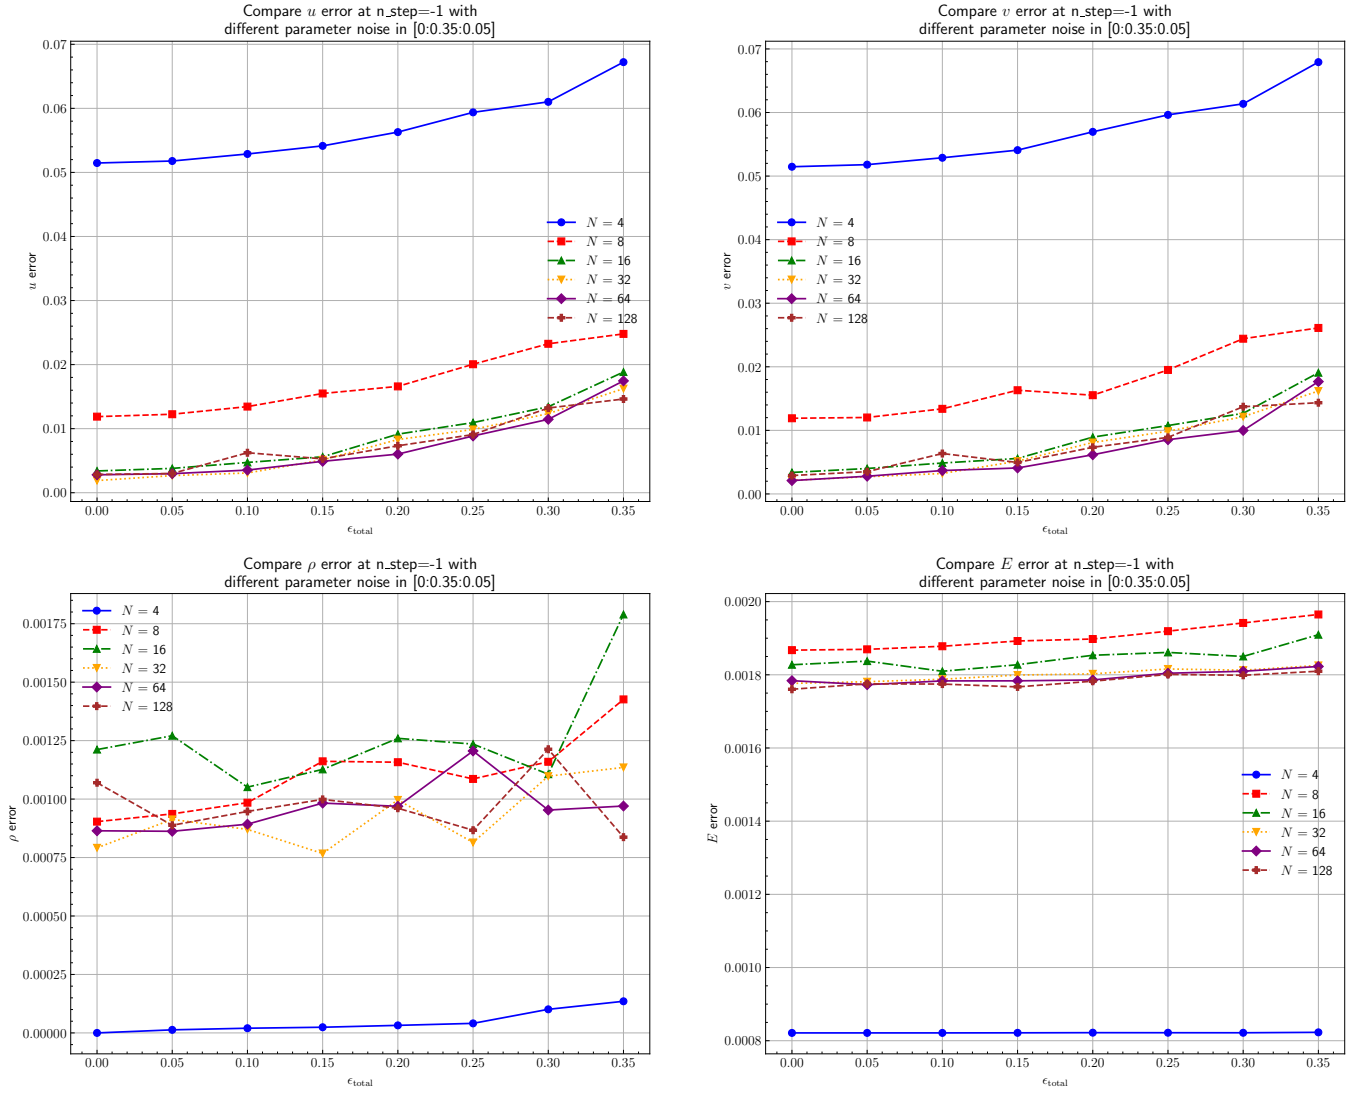 Compare u error at n_step=-1 with
different parameter noise in [0:0.35:0.05]
0.07
0.06
0.05
0.04
0.03
0.02
0.01
0.00
u error
N = 4
N = 8
N = 16
N = 32
N = 64
N = 128
0.00 0.05 0.10 0.15 0.20 0.25 0.30 0.35
ϵtotal
Compare v error at n_step=-1 with
different parameter noise in [0:0.35:0.05]
0.07
0.06
0.05
0.04
0.03
0.02
0.01
0.00
v error
N = 4
N = 8
N = 16
N = 32
N = 64
N = 128
0.00 0.05 0.10 0.15 0.20 0.25 0.30 0.35
ϵtotal
Compare ρ error at n_step=-1 with
different parameter noise in [0:0.35:0.05]
0.00175
0.00150
0.00125
0.00100
0.00075
0.00050
0.00025
0.00000
ρ error
N = 4
N = 8
N = 16
N = 32
N = 64
N = 128
0.00 0.05 0.10 0.15 0.20 0.25 0.30 0.35
ϵtotal
Compare E error at n_step=-1 with
different parameter noise in [0:0.35:0.05]
0.0020
0.0018
0.0016
0.0014
0.0012
0.0010
0.0008
E error
N = 4
N = 8
N = 16
N = 32
N = 64
N = 128
0.00 0.05 0.10 0.15 0.20 0.25 0.30 0.35
ϵtotal